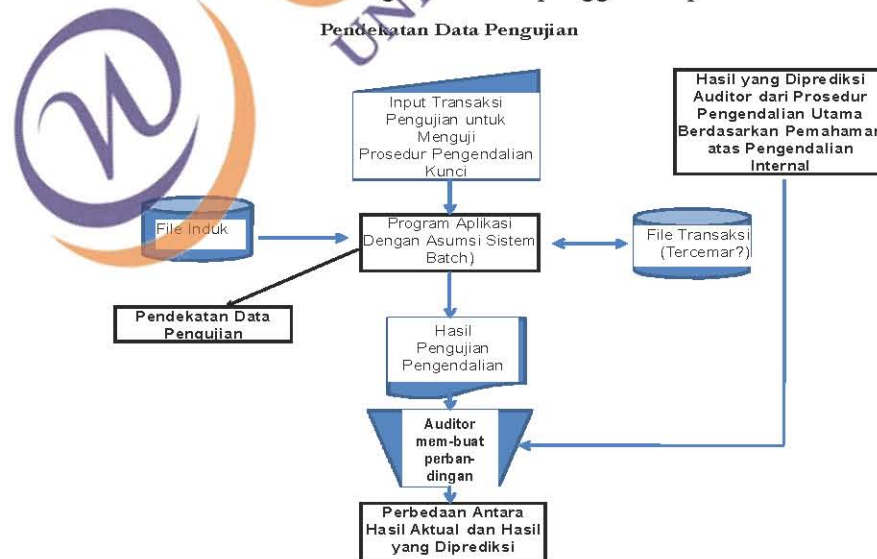 Pendekatan Data Pengujian
Input Transaksi
Pengujian untuk
Menguji
Prosedur Pengendalian
Kunci
Hasil yang Diprediksi
Auditor dari Prosedur
Pengendalian Utama
Berdasarkan Pemahaman
atas Pengendalian
Internal
File Induk
Program Aplikasi
Dengan Asumsi Sistem
Batch)
File Transaksi
(Tercemar?)
Pendekatan Data
Pengujian
Hasil
Pengujian
Pengendalian
Auditor
mem-buat
perban-
dingan
Perbedaan Antara
Hasil Aktual dan Hasil
yang Diprediksi